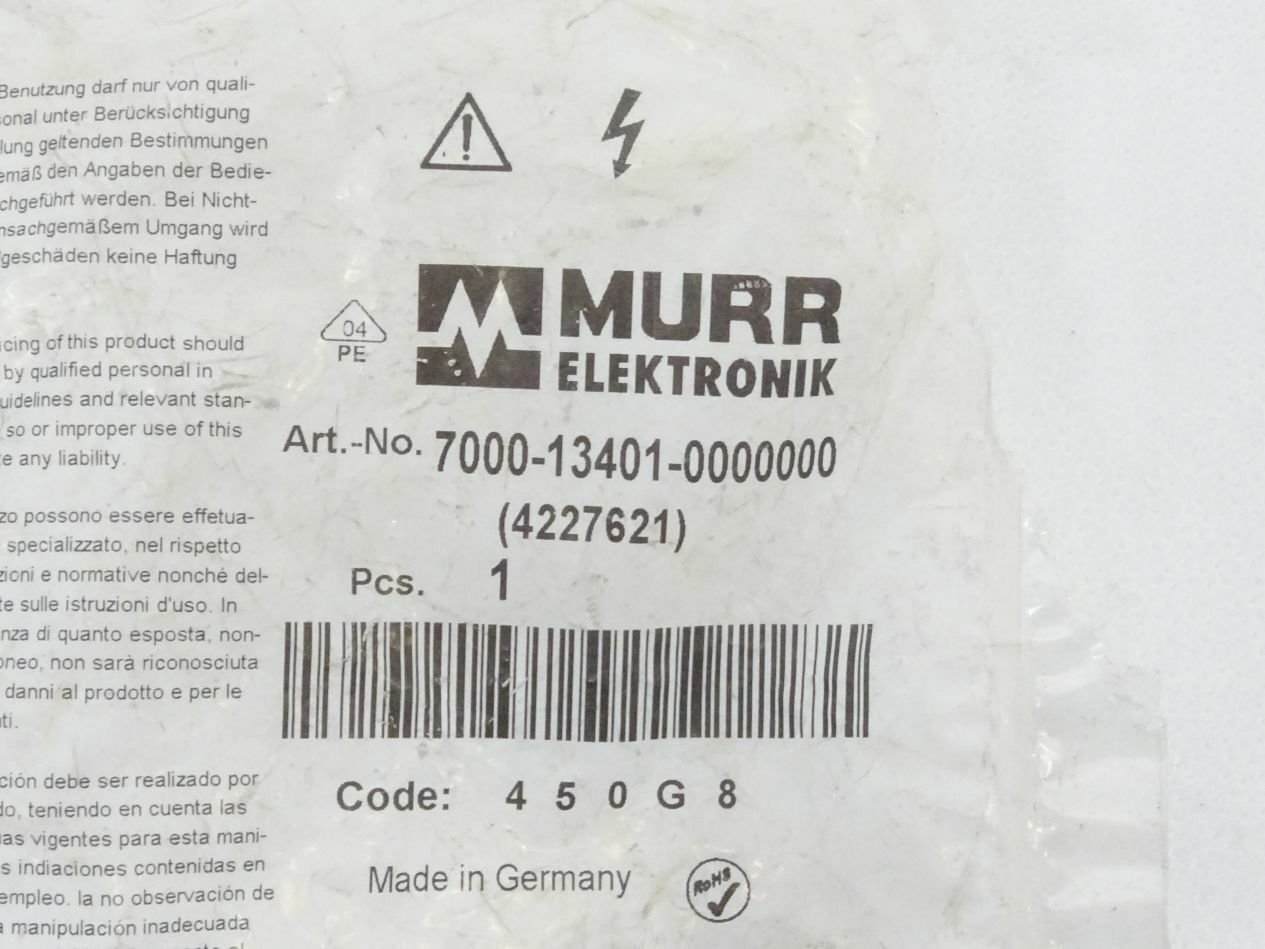 Benutzung darf nur von quali-
sonal unter Berücksichtigung
lung geltenden Bestimmungen
emäß den Angaben der Bedie-
chgeführt werden. Bei Nicht-
nsachgemäßem Umgang wird
lgeschäden keine Haftung
icing of this product should
by qualified personal in
uidelines and relevant stan-
so or improper use of this
te any liability.
zo possono essere effetua-
specializzato, nel rispetto
zioni e normative nonché del-
te sulle istruzioni d'uso. In
nza di quanto esposta, non-
oneo, non sarà riconosciuta
danni al prodotto e per le
ti.
ción debe ser realizado por
do, teniendo en cuenta las
mas vigentes para esta mani-
s indiaciones contenidas en
empleo. la no observación de
a manipulación inadecuada
04
PE
MURR
ELEKTRONIK
Art.-No. 7000-13401-0000000
(4227621)
Pcs. 1
Code: 4 5 0 G 8
Made in Germany
RoHS